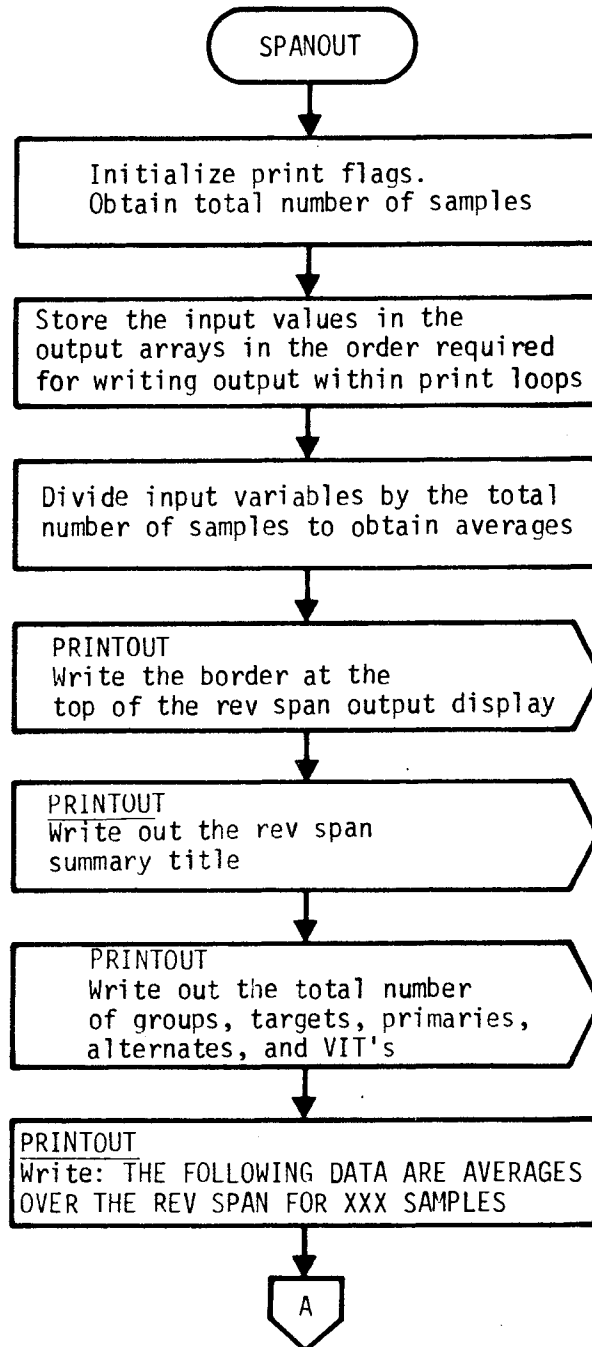 SPANOUT
Initialize print flags.
Obtain total number of samples
Store the input values in the
output arrays in the order required
for writing output within print loops
Divide input variables by the total
number of samples to obtain averages
PRINTOUT
Write the border at the
top of the rev span output display
PRINTOUT
Write out the rev span
summary title
PRINTOUT
Write out the total number
of groups, targets, primaries,
alternates, and VIT's
PRINTOUT
Write: THE FOLLOWING DATA ARE AVERAGES
OVER THE REV SPAN FOR XXX SAMPLES
A